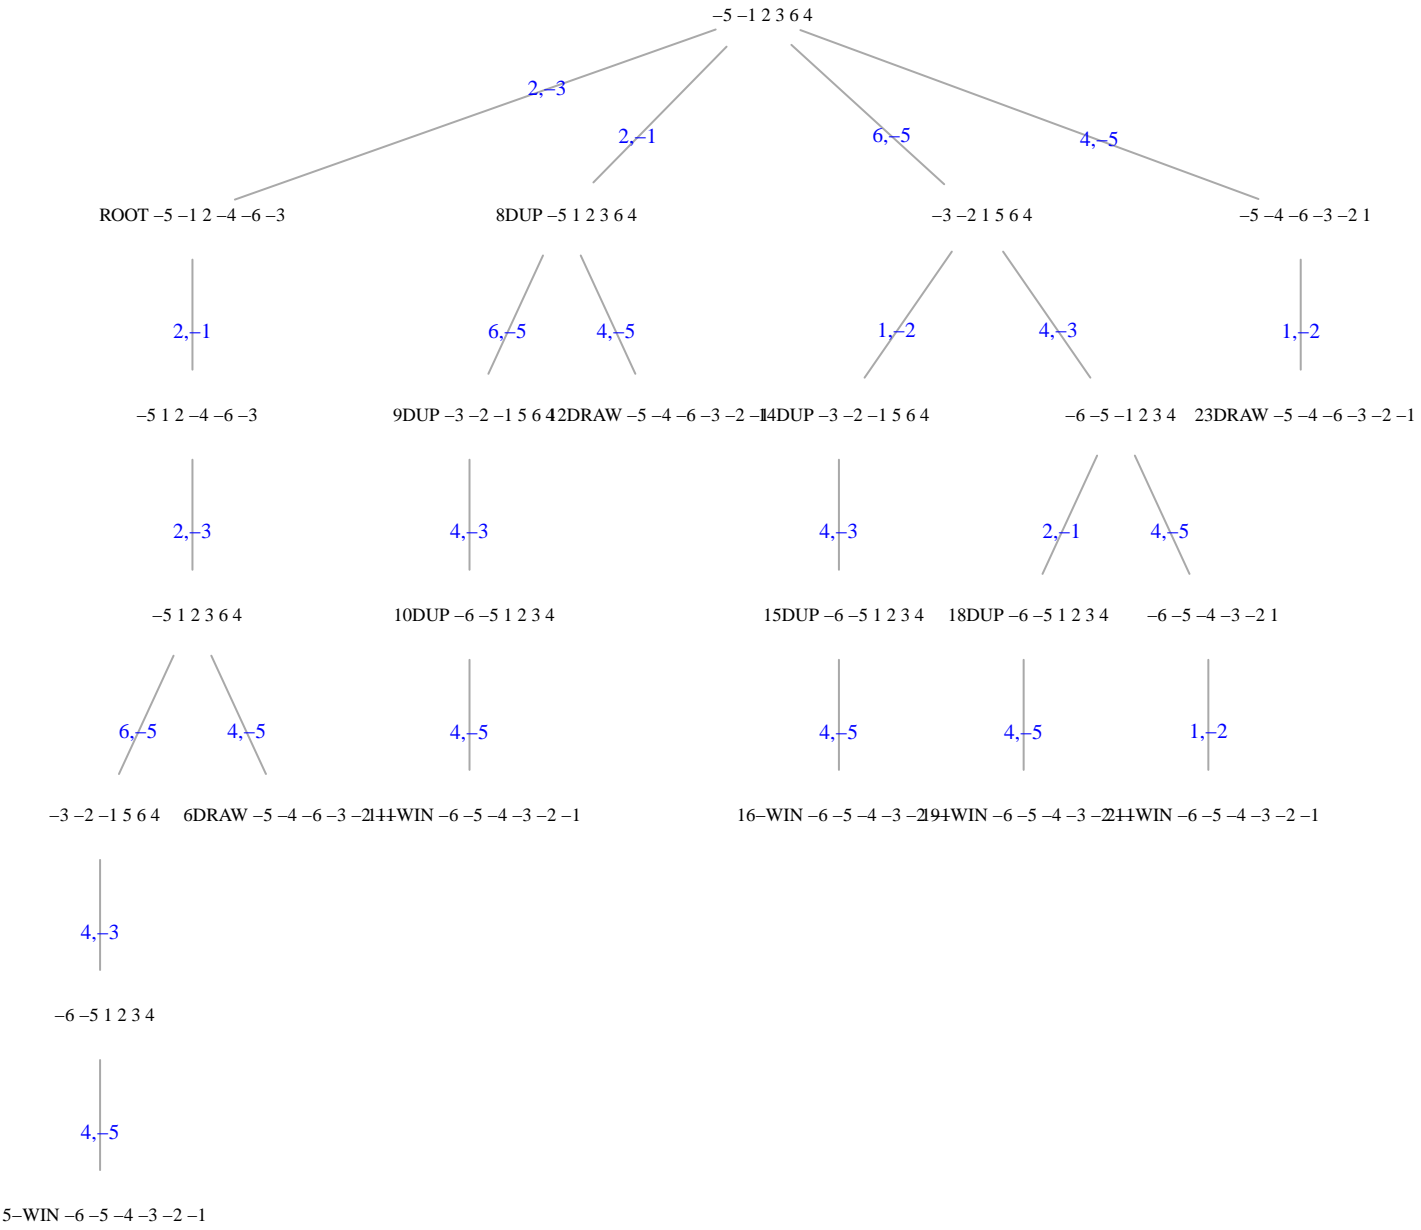 –5 –1 2 3 6 4
2,–3
2,–1
6,–5
4,–5
ROOT –5 –1 2 –4 –6 –3
8DUP –5 1 2 3 6 4
–3 –2 1 5 6 4
–5 –4 –6 –3 –2 1
2,–1
6,–5
4,–5
1,–2
4,–3
1,–2
–5 1 2 –4 –6 –3
9DUP –3 –2 –1 5 6 4
12DRAW –5 –4 –6 –3 –2 –1
14DUP –3 –2 –1 5 6 4
–6 –5 –1 2 3 4
23DRAW –5 –4 –6 –3 –2 –1
2,–3
4,–3
4,–3
2,–1
4,–5
–5 1 2 3 6 4
10DUP –6 –5 1 2 3 4
15DUP –6 –5 1 2 3 4
18DUP –6 –5 1 2 3 4
–6 –5 –4 –3 –2 1
6,–5
4,–5
4,–5
4,–5
4,–5
1,–2
–3 –2 –1 5 6 4
6DRAW –5 –4 –6 –3 –2 –1
11–WIN –6 –5 –4 –3 –2 –1
16–WIN –6 –5 –4 –3 –2 –1
19–WIN –6 –5 –4 –3 –2 –1
21–WIN –6 –5 –4 –3 –2 –1
4,–3
–6 –5 1 2 3 4
4,–5
5–WIN –6 –5 –4 –3 –2 –1